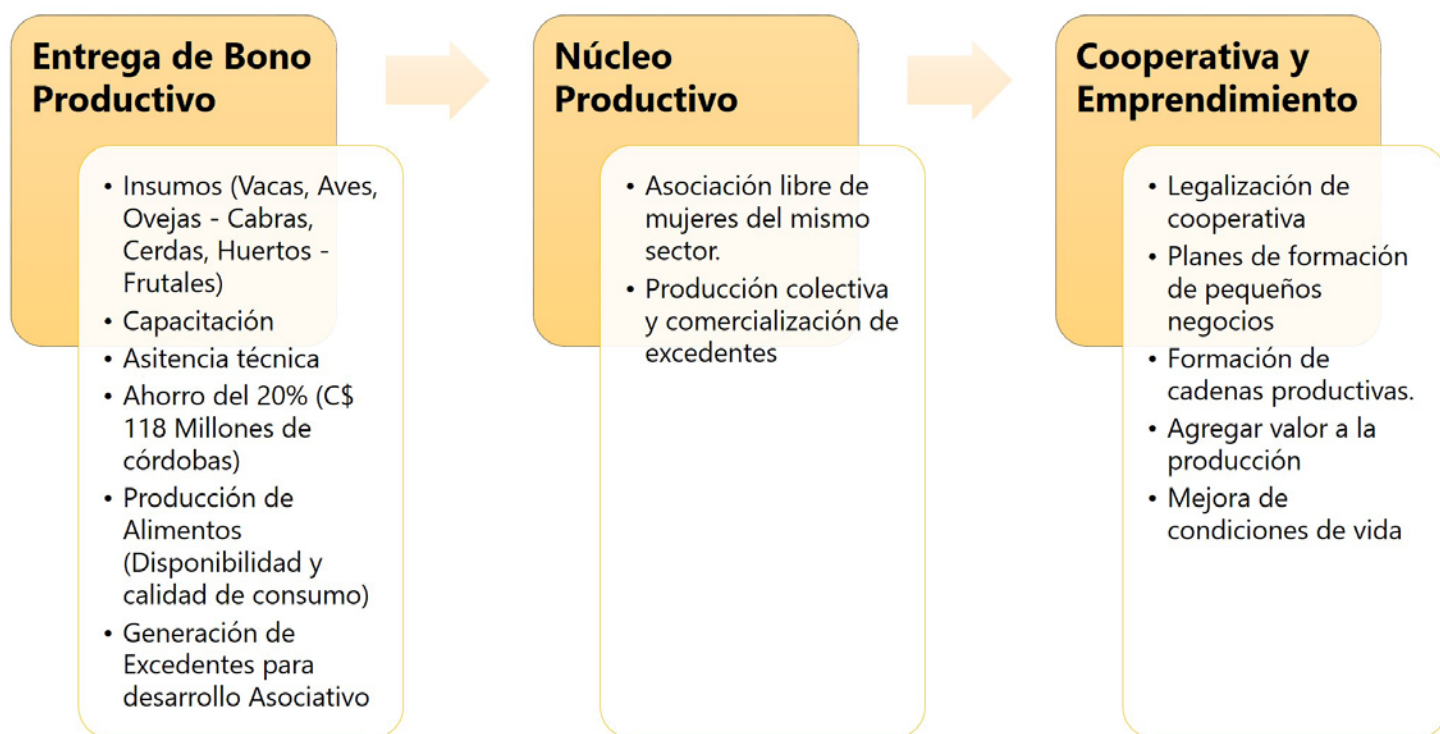 Entrega de Bono
Productivo
• Insumos (Vacas, Aves,
Ovejas - Cabras,
Cerdas, Huertos -
Frutales)
• Capacitación
• Asitencia técnica
• Ahorro del 20% (C$
118 Millones de
córdobas)
• Producción de
Alimentos
(Disponibilidad y
calidad de consumo)
• Generación de
Excedentes para
desarrollo Asociativo
Núcleo
Productivo
• Asociación libre de
mujeres del mismo
sector.
• Producción colectiva
y comercialización de
excedentes
Cooperativa y
Emprendimiento
• Legalización de
cooperativa
• Planes de formación
de pequeños
negocios
• Formación de
cadenas productivas.
• Agregar valor a la
producción
• Mejora de
condiciones de vida